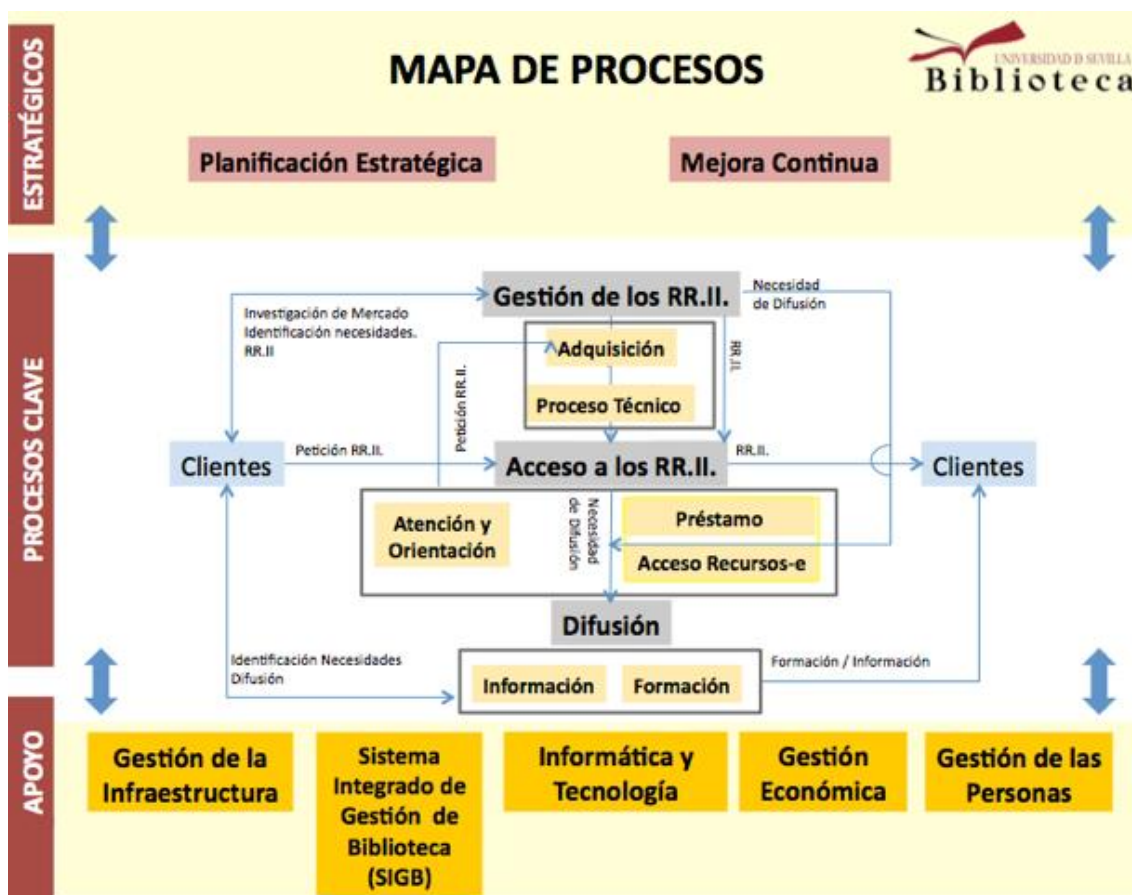 MAPA DE PROCESOS
UNIVERSIDAD D SEVILLA
Biblioteca
ESTRATÉGICOS
Planificación Estratégica
Mejora Continua
PROCESOS CLAVE
Gestión de los RR.II.
Necesidad
de Difusión
Investigación de Mercado
Identificación necesidades.
RR.II
Adquisición
RR.II.
Petición RR.II.
Proceso Técnico
Clientes
Petición RR.II.
Acceso a los RR.II.
RR.II.
Clientes
Atención y
Orientación
Necesidad
de Difusión
Préstamo
Acceso Recursos-e
Difusión
Identificación Necesidades
Difusión
Información
Formación
Formación / Información
APOYO
Gestión de la
Infraestructura
Sistema
Integrado de
Gestión de
Biblioteca
(SIGB)
Informática y
Tecnología
Gestión
Económica
Gestión de las
Personas